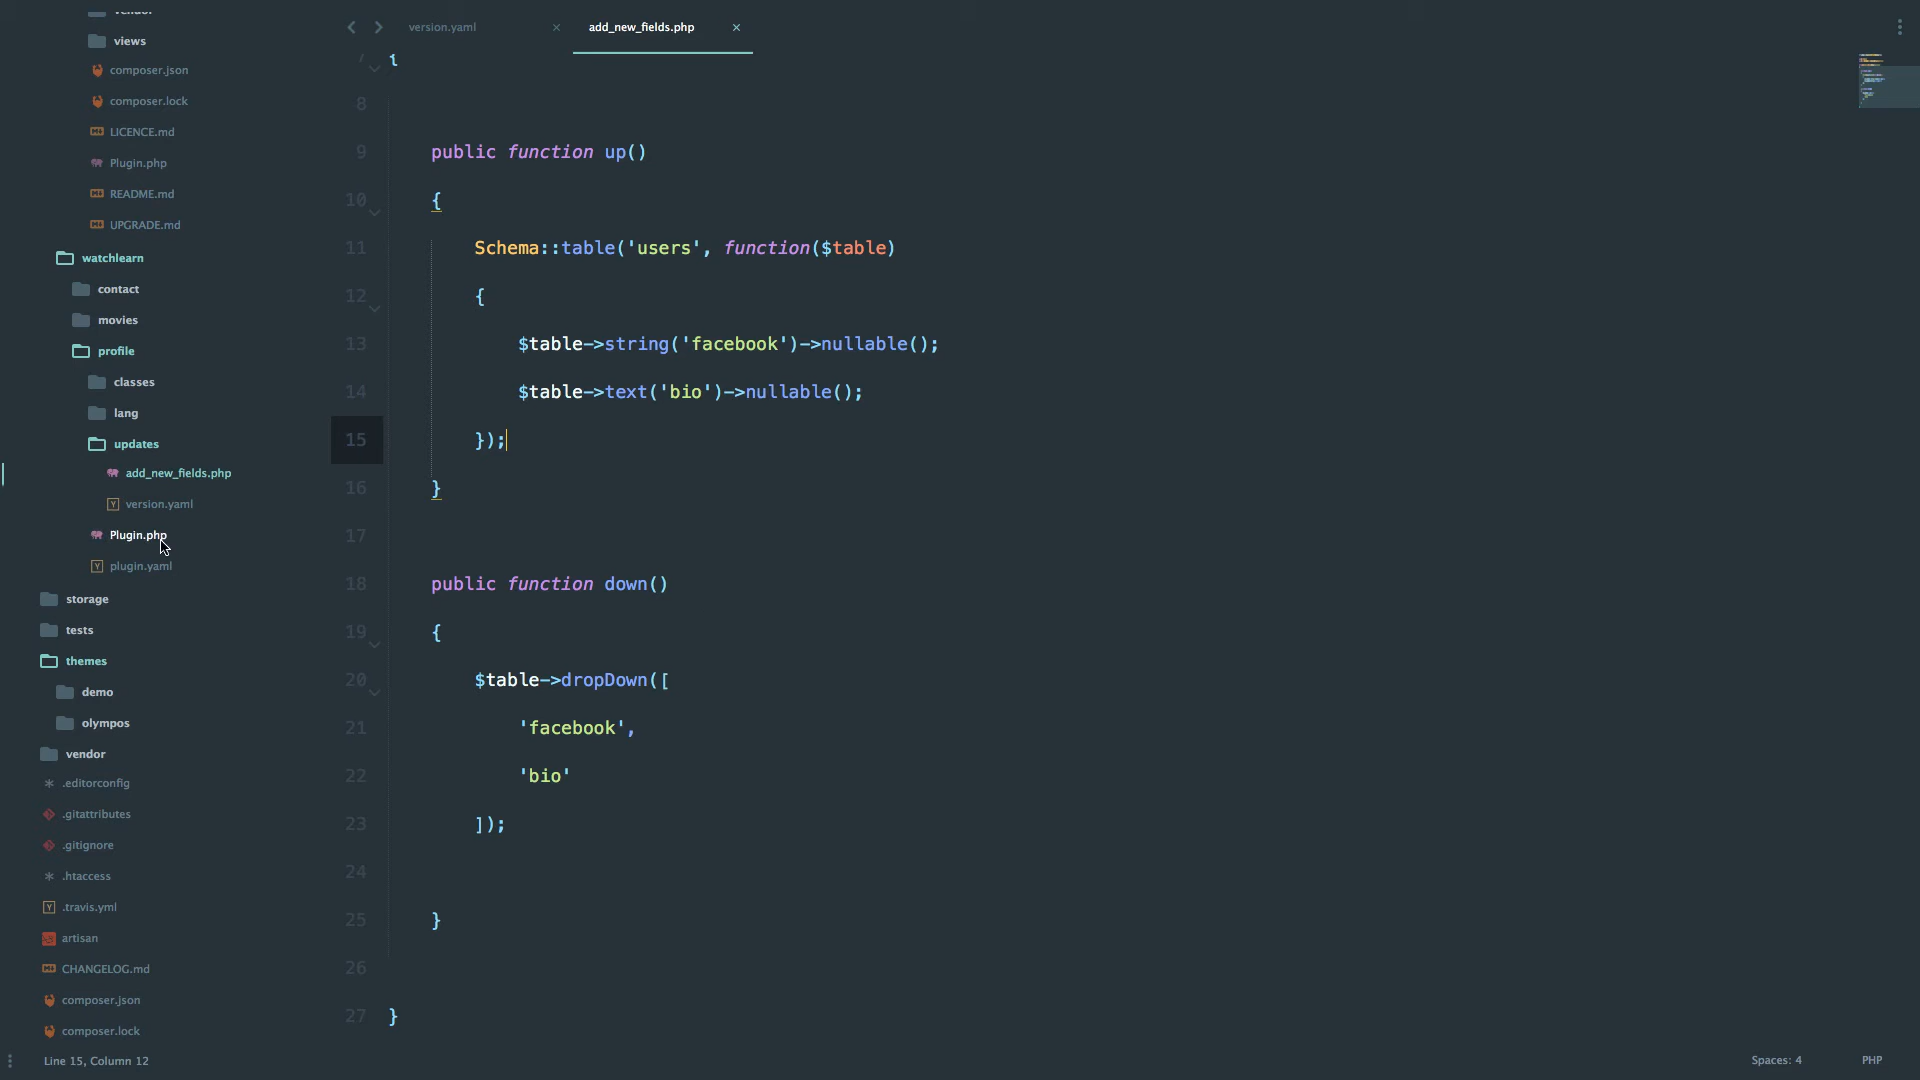 vendor
views
composer.json
composer.lock
LICENCE.md
Plugin.php
README.md
UPGRADE.md
watchlearn
contact
movies
profile
classes
lang
updates
add_new_fields.php
version.yaml
Plugin.php
plugin.yaml
storage
tests
themes
demo
olympos
vendor
.editorconfig
.gitattributes
.gitignore
.htaccess
.travis.yml
artisan
CHANGELOG.md
composer.json
composer.lock
version.yaml
add_new_fields.php
7 {
8
9 public function up()
10 {
11 Schema::table('users', function($table)
12 {
13 $table->string('facebook')->nullable();
14 $table->text('bio')->nullable();
15 });
16 }
17
18 public function down()
19 {
20 $table->dropDown([
21 'facebook',
22 'bio'
23 ]);
24
25 }
26
27 }
Line 15, Column 12
Spaces: 4
PHP